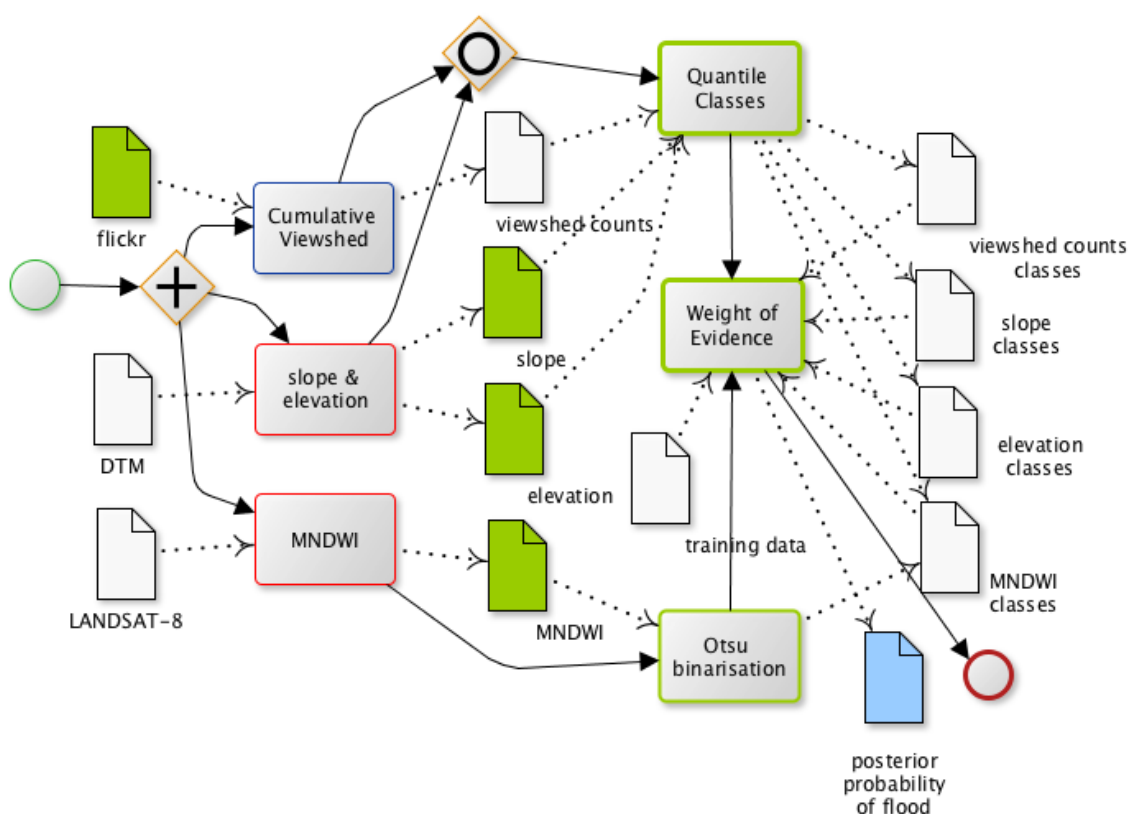 Quantile
Classes
flickr
Cumulative
Viewshed
viewshed counts
viewshed counts
classes
slope &
elevation
slope
Weight of
Evidence
slope
classes
DTM
elevation
elevation
classes
MNDWI
training data
LANDSAT-8
MNDWI
Otsu
binarisation
MNDWI
classes
posterior
probability
of flood